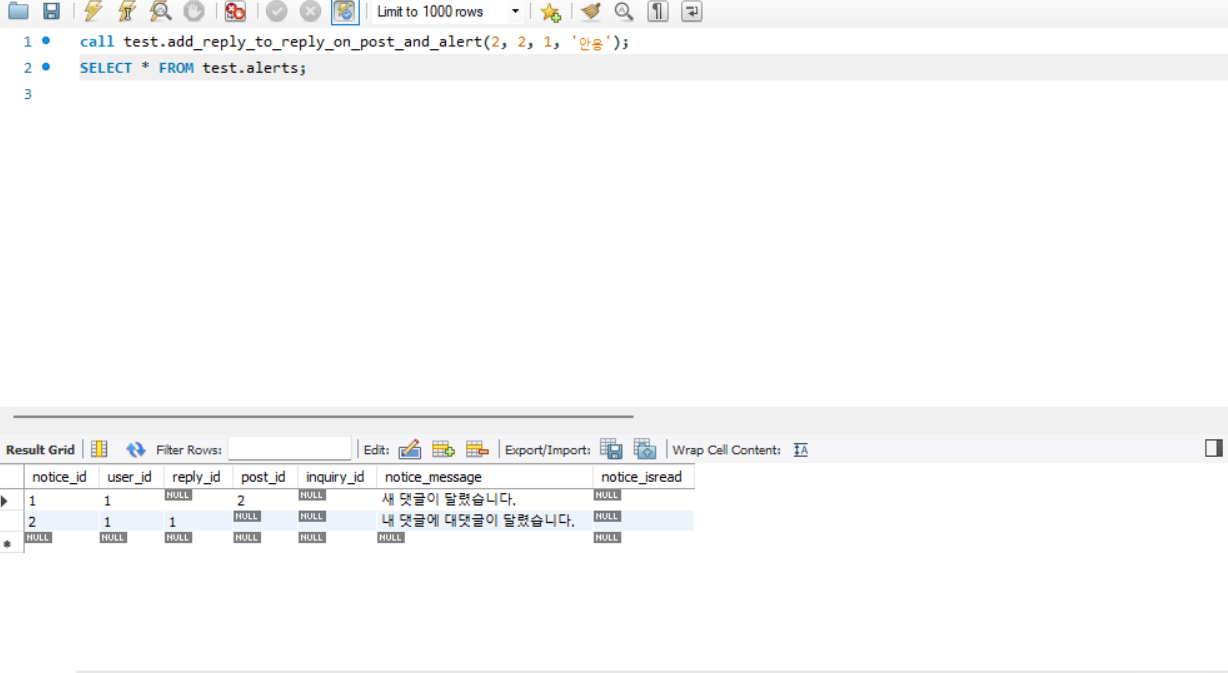 Limit to 1000 rows
1 call test.add_reply_to_reply_on_post_and_alert(2, 2, 1, '안용');
2 SELECT * FROM test.alerts;
3
Result Grid Filter Rows: Edit: Export/Import: Wrap Cell Content:
notice_id user_id reply_id post_id inquiry_id notice_message notice_isread
1 1 NULL 2 NULL 새 댓글이 달렸습니다. NULL
2 1 1 NULL NULL 내 댓글에 대댓글이 달렸습니다. NULL
NULL NULL NULL NULL NULL NULL NULL